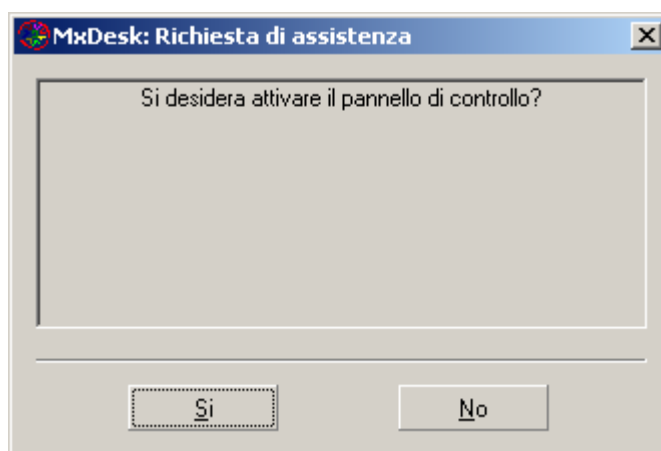 MxDesk: Richiesta di assistenza
Si desidera attivare il pannello di controllo?
Si
No